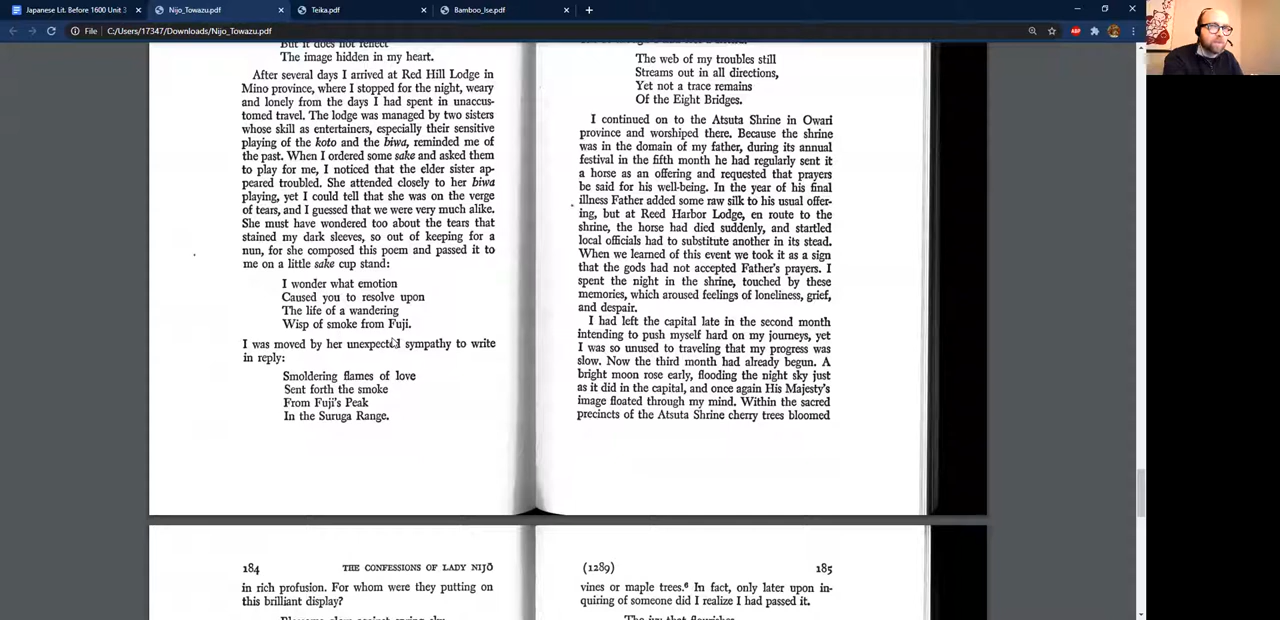 Japanese Lit. Before 1600 Unit 3
Nijo_Towazu.pdf
Teika.pdf
Bamboo_Ise.pdf
File
C:/Users/17347/Downloads/Nijo_Towazu.pdf
ABP
But it does not reflect
The image hidden in my heart.
After several days I arrived at Red Hill Lodge in
Mino province, where I stopped for the night, weary
and lonely from the days I had spent in unaccus-
tomed travel. The lodge was managed by two sisters
whose skill as entertainers, especially their sensitive
playing of the koto and the biwa, reminded me of
the past. When I ordered some sake and asked them
to play for me, I noticed that the elder sister ap-
peared troubled. She attended closely to her biwa
playing, yet I could tell that she was on the verge
of tears, and I guessed that we were very much alike.
She must have wondered too about the tears that
stained my dark sleeves, so out of keeping for a
nun, for she composed this poem and passed it to
me on a little sake cup stand:
I wonder what emotion
Caused you to resolve upon
The life of a wandering
Wisp of smoke from Fuji.
I was moved by her unexpected sympathy to write
in reply:
Smoldering flames of love
Sent forth the smoke
From Fuji's Peak
In the Suruga Range.
The web of my troubles still
Streams out in all directions,
Yet not a trace remains
Of the Eight Bridges.
I continued on to the Atsuta Shrine in Owari
province and worshiped there. Because the shrine
was in the domain of my father, during its annual
festival in the fifth month he had regularly sent it
a horse as an offering and requested that prayers
be said for his well-being. In the year of his final
illness Father added some raw silk to his usual offer-
ing, but at Reed Harbor Lodge, en route to the
shrine, the horse had died suddenly, and startled
local officials had to substitute another in its stead.
When we learned of this event we took it as a sign
that the gods had not accepted Father's prayers. I
spent the night in the shrine, touched by these
memories, which aroused feelings of loneliness, grief,
and despair.
I had left the capital late in the second month
intending to push myself hard on my journeys, yet
I was so unused to traveling that my progress was
slow. Now the third month had already begun. A
bright moon rose early, flooding the night sky just
as it did in the capital, and once again His Majesty's
image floated through my mind. Within the sacred
precincts of the Atsuta Shrine cherry trees bloomed
184 THE CONFESSIONS OF LADY NIJŌ
in rich profusion. For whom were they putting on
this brilliant display?
(1289) 185
vines or maple trees.⁶ In fact, only later upon in-
quiring of someone did I realize I had passed it.